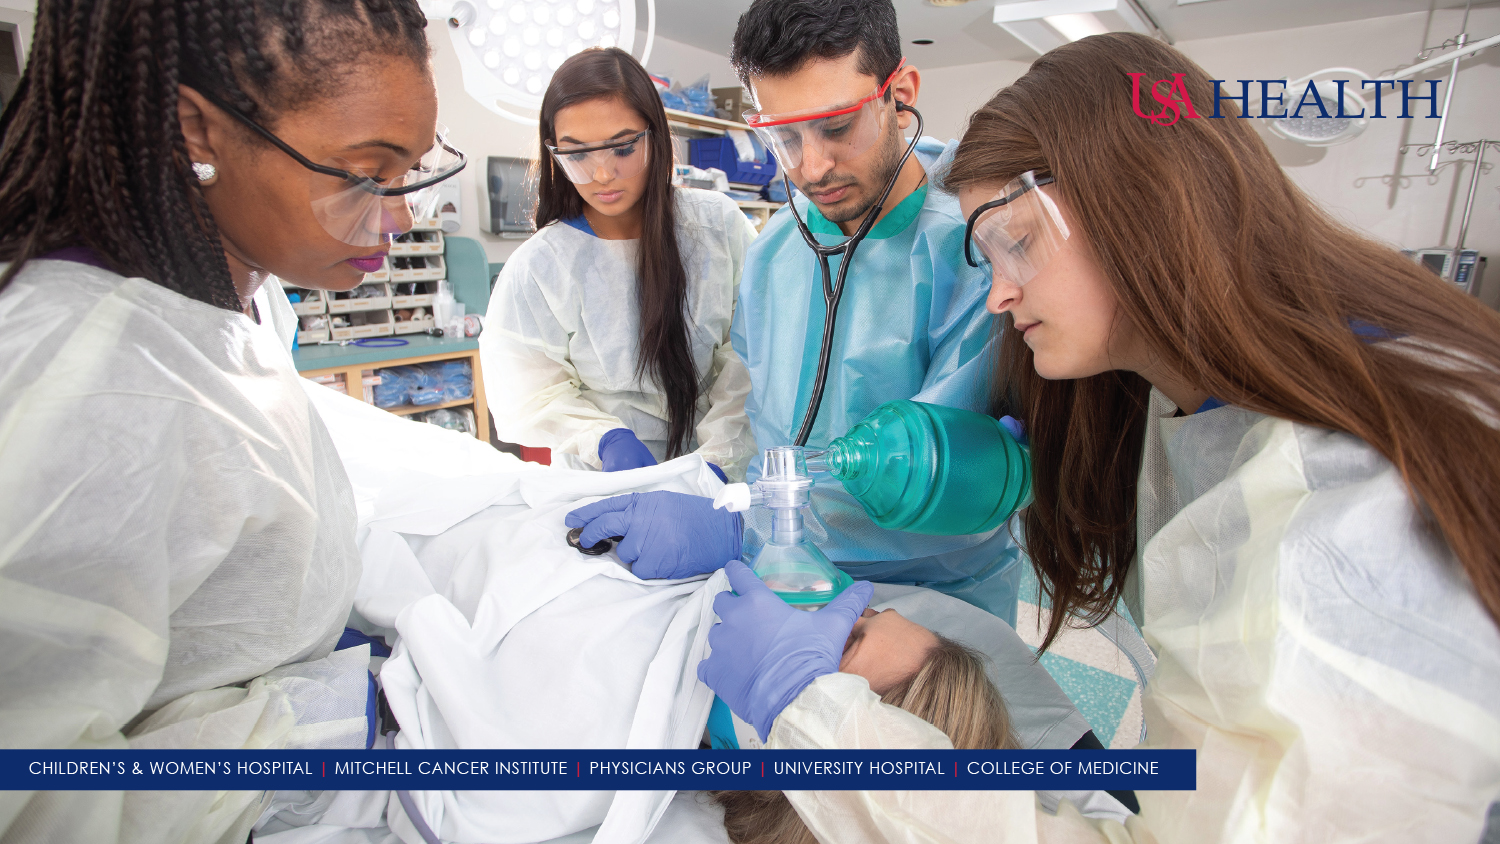 USA HEALTH
CHILDREN'S & WOMEN'S HOSPITAL | MITCHELL CANCER INSTITUTE | PHYSICIANS GROUP | UNIVERSITY HOSPITAL | COLLEGE OF MEDICINE